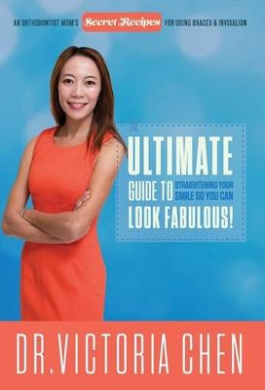 AN ORTHODONTIST MOM'S Secret Recipes FOR USING BRACES & INVISALIGN
THE
ULTIMATE
GUIDE TO STRAIGHTENING YOUR
SMILE SO YOU CAN
LOOK FABULOUS!
DR.VICTORIA CHEN